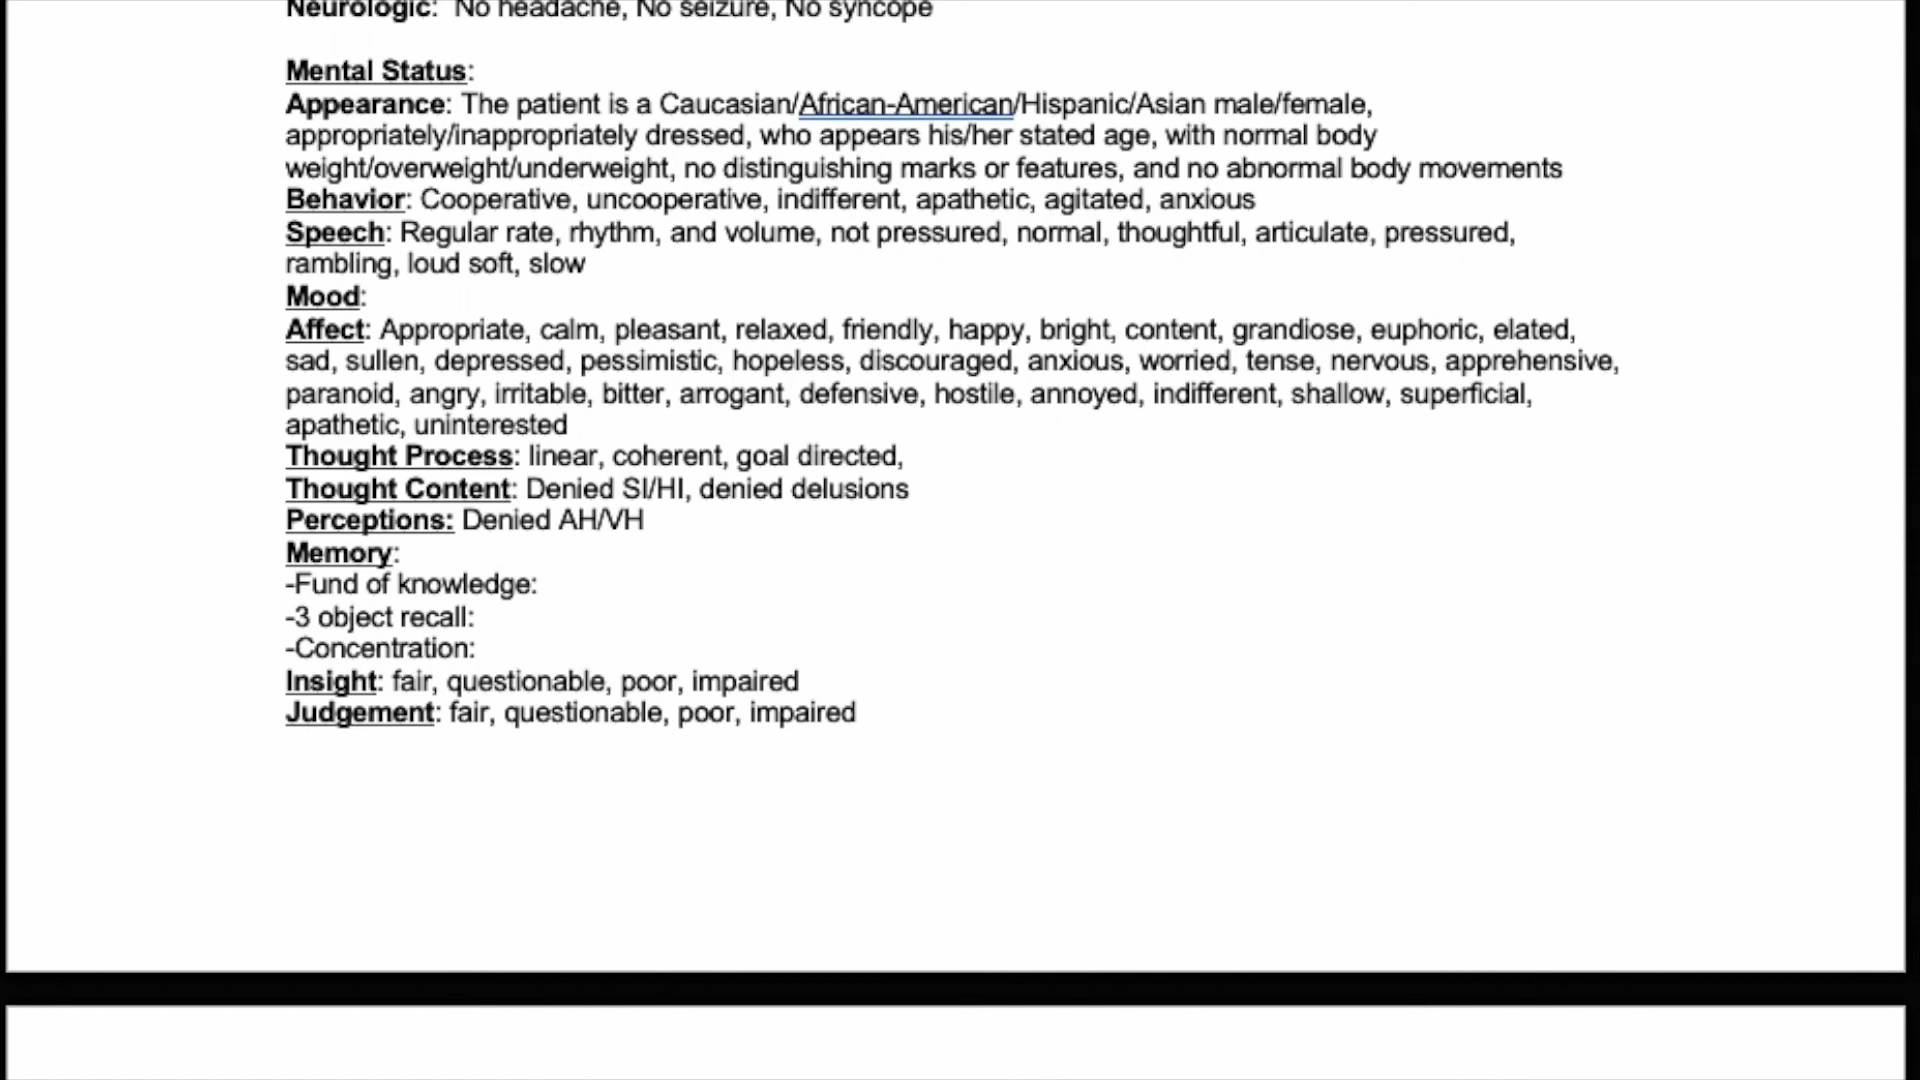 Neurologic: No headache, No seizure, No syncope
Mental Status:
Appearance: The patient is a Caucasian/African-American/Hispanic/Asian male/female,
appropriately/inappropriately dressed, who appears his/her stated age, with normal body
weight/overweight/underweight, no distinguishing marks or features, and no abnormal body movements
Behavior: Cooperative, uncooperative, indifferent, apathetic, agitated, anxious
Speech: Regular rate, rhythm, and volume, not pressured, normal, thoughtful, articulate, pressured,
rambling, loud soft, slow
Mood:
Affect: Appropriate, calm, pleasant, relaxed, friendly, happy, bright, content, grandiose, euphoric, elated,
sad, sullen, depressed, pessimistic, hopeless, discouraged, anxious, worried, tense, nervous, apprehensive,
paranoid, angry, irritable, bitter, arrogant, defensive, hostile, annoyed, indifferent, shallow, superficial,
apathetic, uninterested
Thought Process: linear, coherent, goal directed,
Thought Content: Denied SI/HI, denied delusions
Perceptions: Denied AH/VH
Memory:
-Fund of knowledge:
-3 object recall:
-Concentration:
Insight: fair, questionable, poor, impaired
Judgement: fair, questionable, poor, impaired